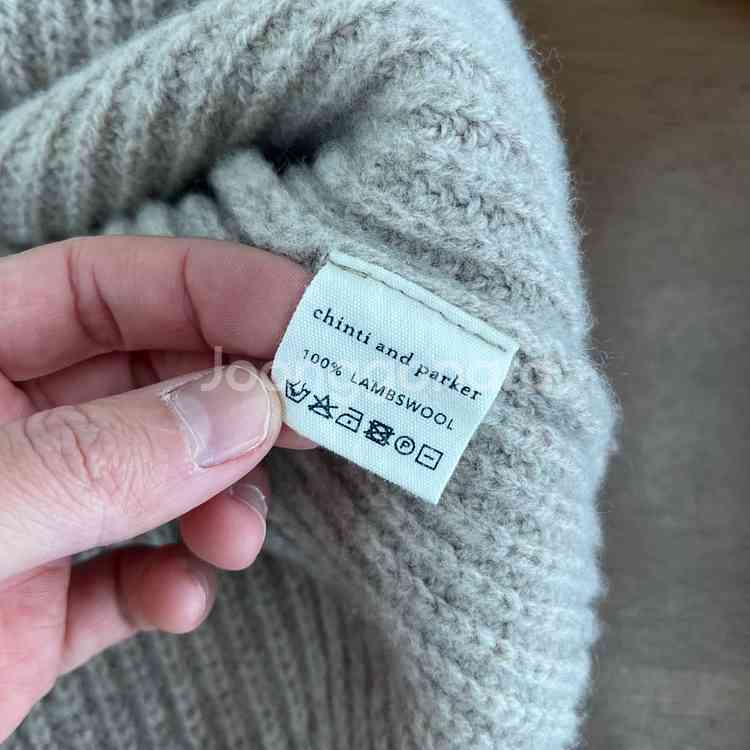 chinti and parker
100% LAMBSWOOL
P